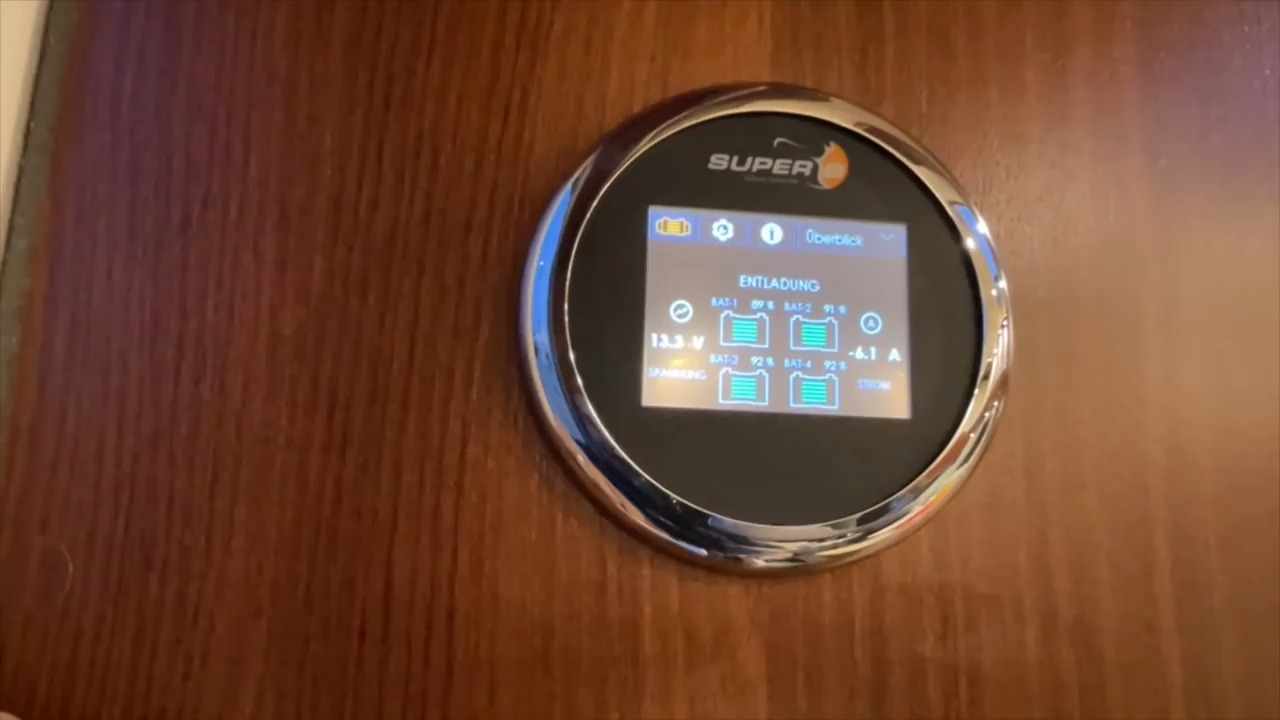 SUPER B
Überblick
ENTLADUNG
BAT-1 89 % BAT-2 91 %
13.3 V
-6.1 A
BAT-3 92 % BAT-4 92 %
SPANNUNG
STROM